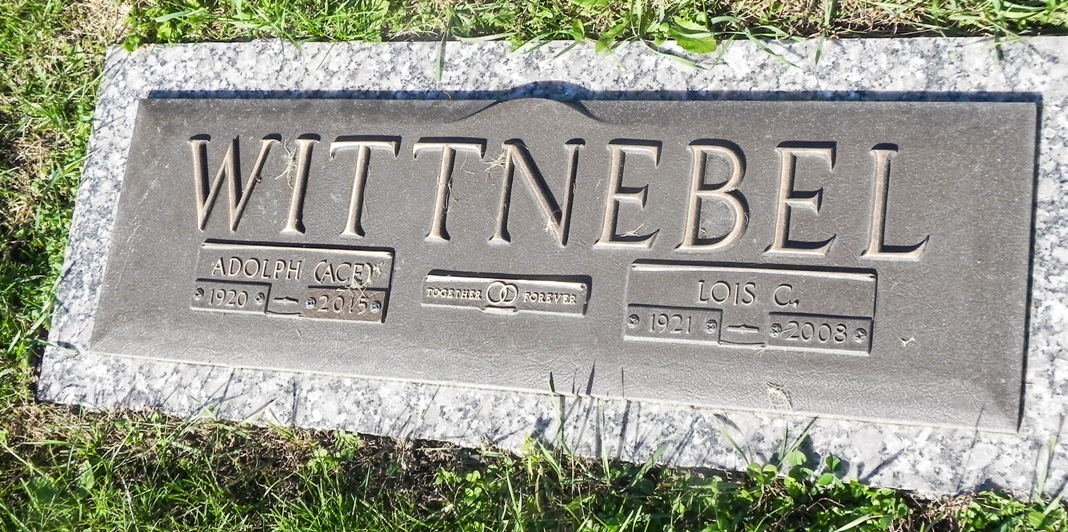 WITTNEBEL
ADOLPH (ACE)
1920 – 2015
TOGETHER FOREVER
LOIS C.
1921 – 2008